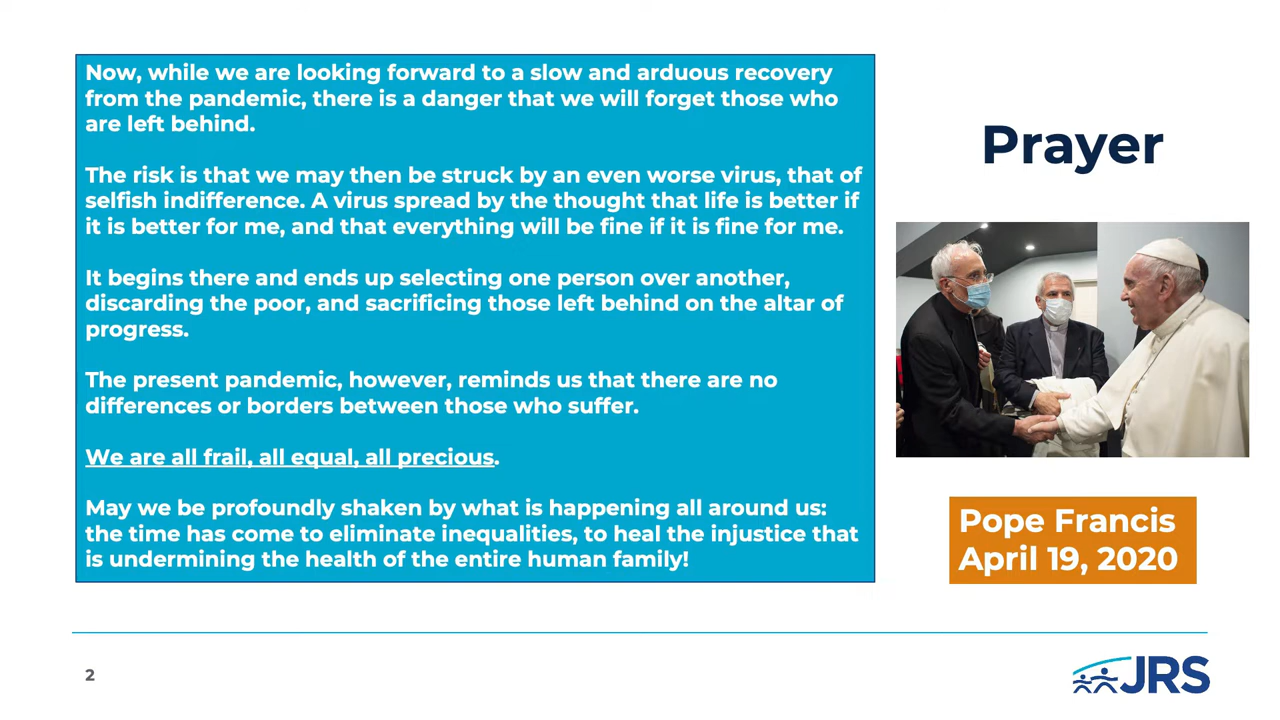 Now, while we are looking forward to a slow and arduous recovery
from the pandemic, there is a danger that we will forget those who
are left behind.
The risk is that we may then be struck by an even worse virus, that of
selfish indifference. A virus spread by the thought that life is better if
it is better for me, and that everything will be fine if it is fine for me.
It begins there and ends up selecting one person over another,
discarding the poor, and sacrificing those left behind on the altar of
progress.
The present pandemic, however, reminds us that there are no
differences or borders between those who suffer.
We are all frail, all equal, all precious.
May we be profoundly shaken by what is happening all around us:
the time has come to eliminate inequalities, to heal the injustice that
is undermining the health of the entire human family!
Prayer
Pope Francis
April 19, 2020
2
JRS